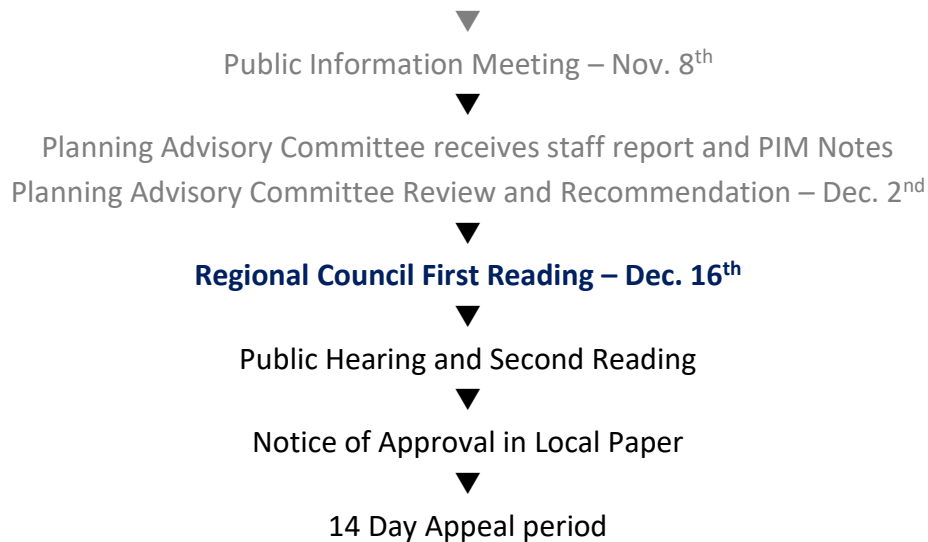 Public Information Meeting – Nov. 8th
Planning Advisory Committee receives staff report and PIM Notes
Planning Advisory Committee Review and Recommendation – Dec. 2nd
Regional Council First Reading – Dec. 16th
Public Hearing and Second Reading
Notice of Approval in Local Paper
14 Day Appeal period